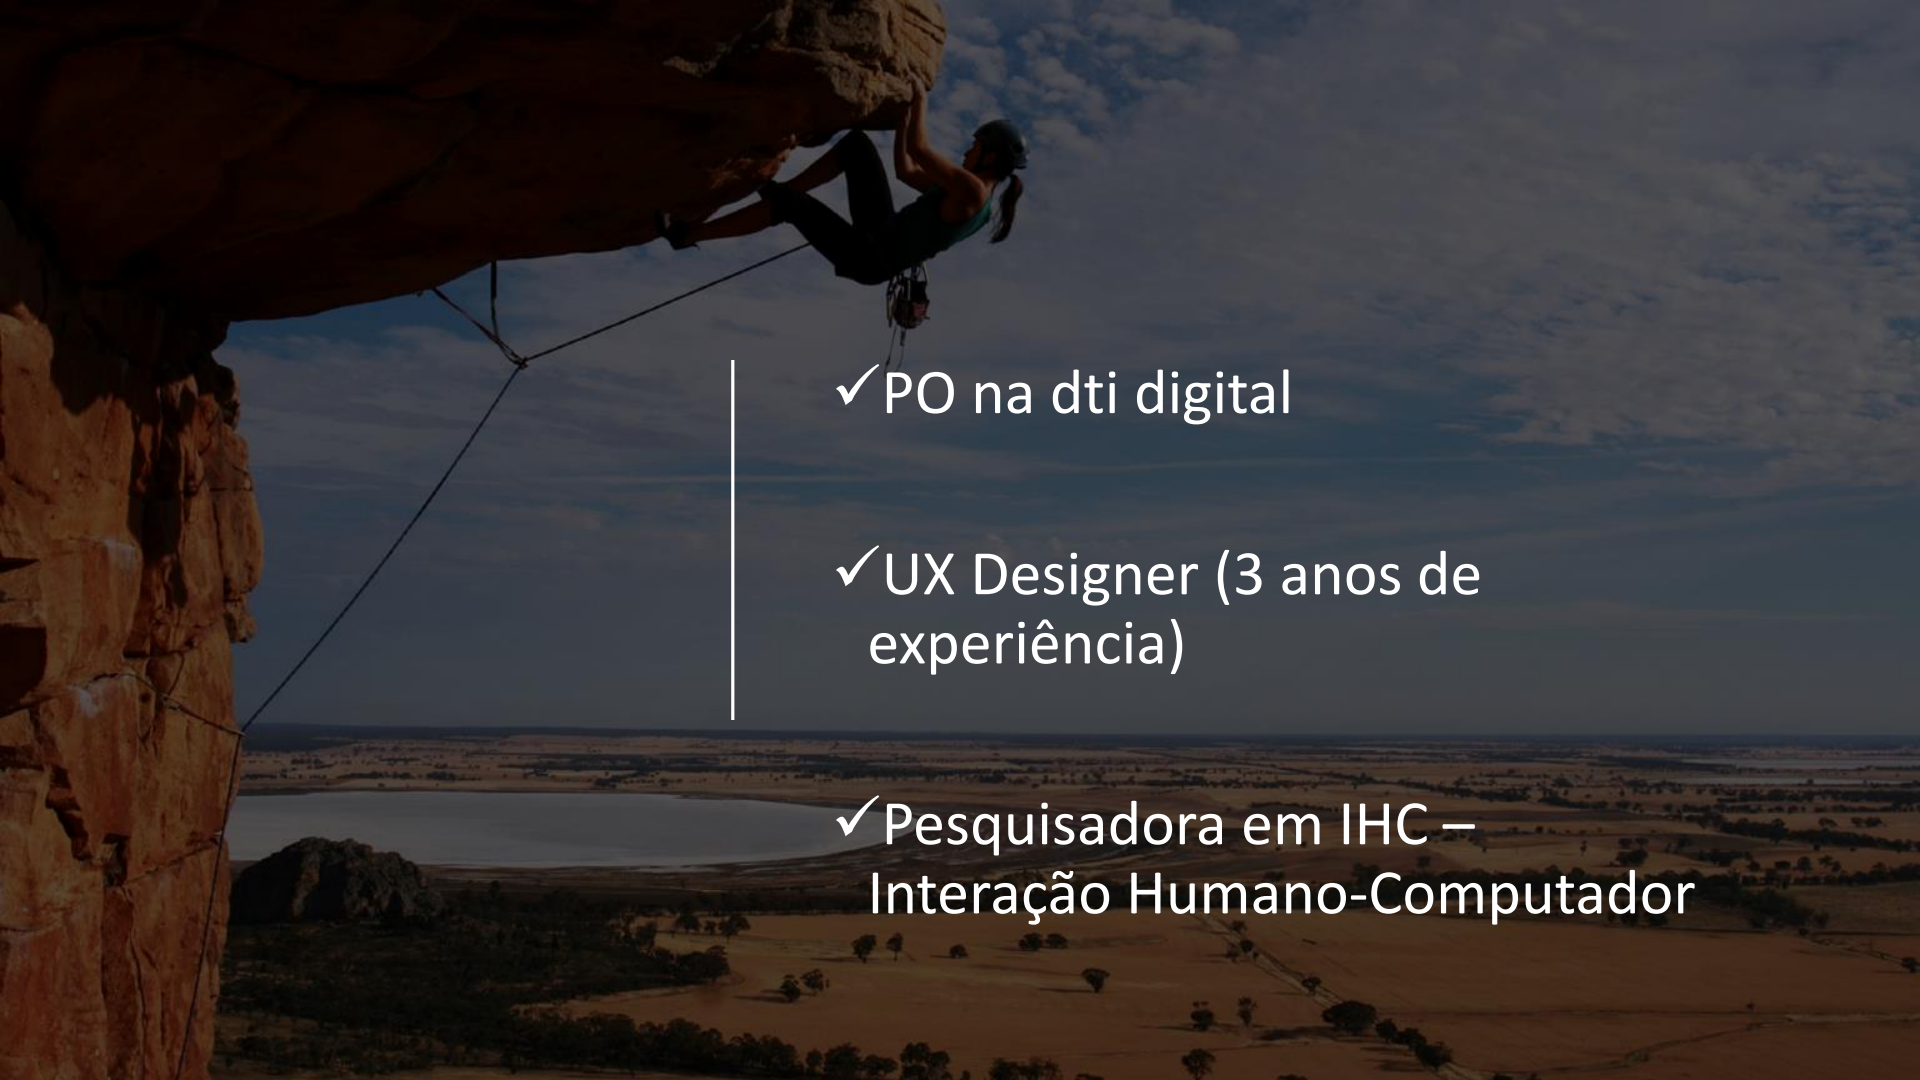 ✓PO na dti digital
✓UX Designer (3 anos de
experiência)
✓Pesquisadora em IHC –
Interação Humano-Computador